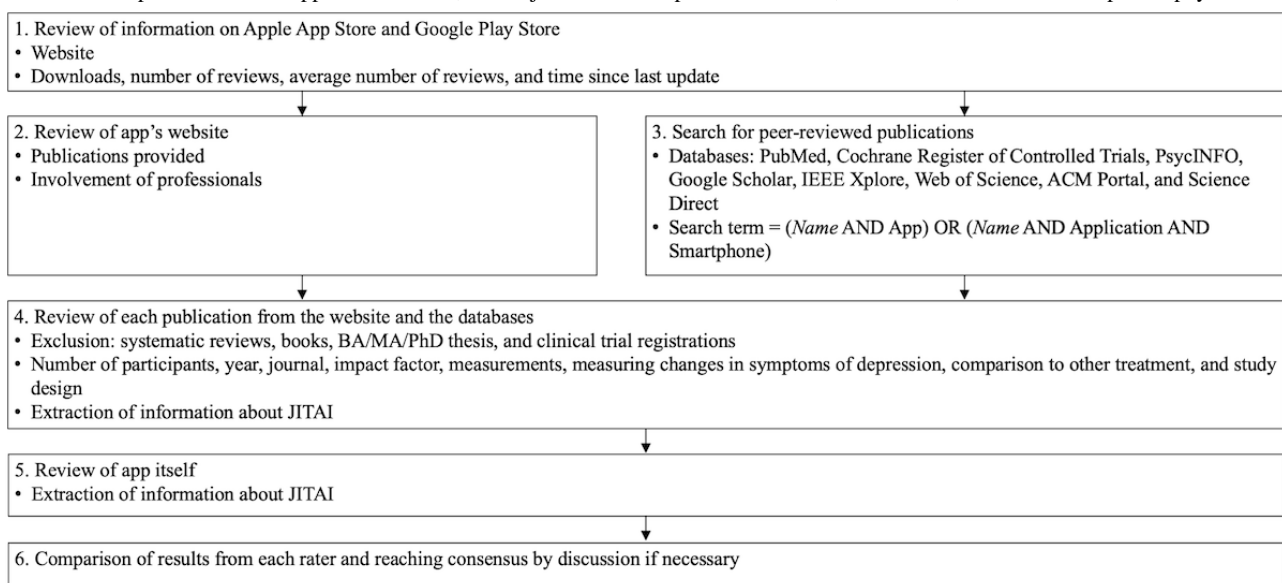 1. Review of information on Apple App Store and Google Play Store
• Website
• Downloads, number of reviews, average number of reviews, and time since last update
2. Review of app's website
• Publications provided
• Involvement of professionals
3. Search for peer-reviewed publications
• Databases: PubMed, Cochrane Register of Controlled Trials, PsycINFO,
Google Scholar, IEEE Xplore, Web of Science, ACM Portal, and Science
Direct
• Search term = (Name AND App) OR (Name AND Application AND
Smartphone)
4. Review of each publication from the website and the databases
• Exclusion: systematic reviews, books, BA/MA/PhD thesis, and clinical trial registrations
• Number of participants, year, journal, impact factor, measurements, measuring changes in symptoms of depression, comparison to other treatment, and study
design
• Extraction of information about JITAI
5. Review of app itself
• Extraction of information about JITAI
6. Comparison of results from each rater and reaching consensus by discussion if necessary